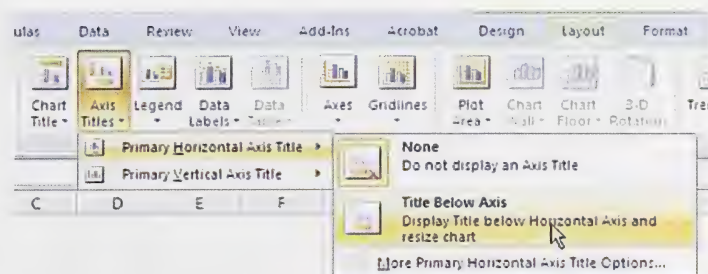 ulas Data Review View Add-Ins Acrobat Design Layout Format
Chart Axis Legend Data Data Axes Gridlines Plot Chart Chart 3-D
Title Titles Labels Table Area Wall Floor Rotation
Primary Horizontal Axis Title
Primary Vertical Axis Title
None
Do not display an Axis Title
Title Below Axis
Display Title below Horizontal Axis and
resize chart
More Primary Horizontal Axis Title Options...
C D E F